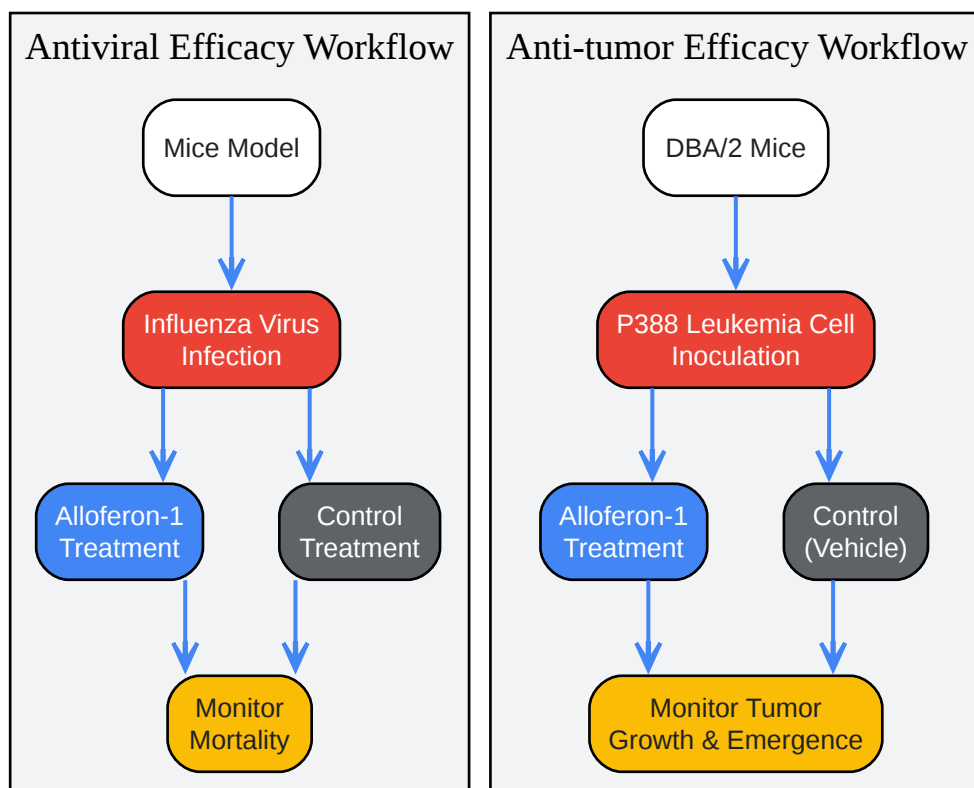 Antiviral Efficacy Workflow
Mice Model
Influenza Virus
Infection
Alloferon-1
Treatment
Control
Treatment
Monitor
Mortality
Anti-tumor Efficacy Workflow
DBA/2 Mice
P388 Leukemia Cell
Inoculation
Alloferon-1
Treatment
Control
(Vehicle)
Monitor Tumor
Growth & Emergence